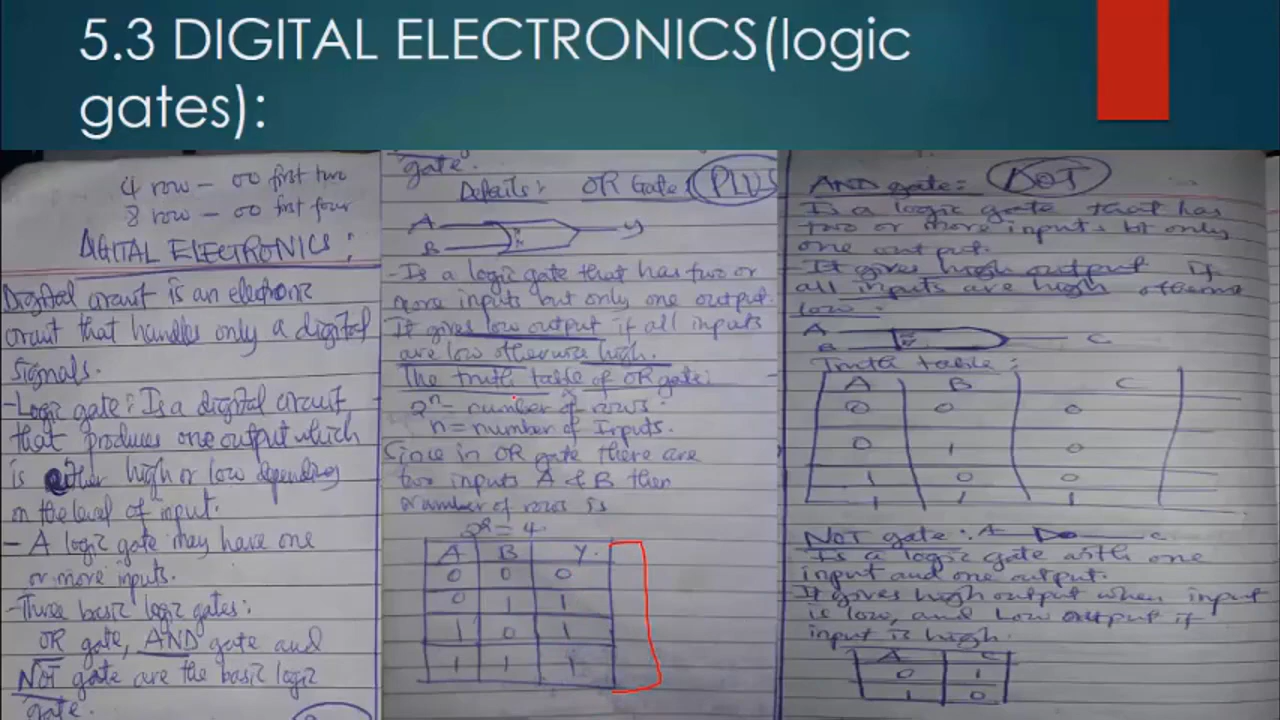 5.3 DIGITAL ELECTRONICS(logic
gates):
4 row – 00 first two
8 row – 00 first four
DIGITAL ELECTRONICS:
Digital circuit is an electronic
circuit that handles only a digital
signals.
-Logic gate: Is a digital circuit
that produces one output which
is either high or low depending
on the level of input.
- A logic gate may have one
or more inputs.
-Three basic logic gates:
OR gate, AND gate and
NOT gate are the basic logic
gate.
gate.
Details: OR Gate: PLUS
A
B
y
-Is a logic gate that has two or
more inputs but only one output.
It gives low output if all inputs
are low otherwise high.
The truth table of OR gate:
2ⁿ = number of rows.
n = number of Inputs.
Since in OR gate there are
two inputs A & B then
number of rows is
2² = 4.
A B Y.
0 0 0
0 1 1
1 0 1
1 1 1
AND gate: DOT
Is a logic gate that has
two or more inputs bt only
one output.
- It gives high output if
all inputs are high
low.
A
C
Truth table:
A B C
0 0 0
0 1 0
1 0 0
1 1 1
NOT gate: A C
Is a logic gate with one
input and one output.
It gives high output when input
is low, and Low output if
input is high.
A C
0 1
1 0